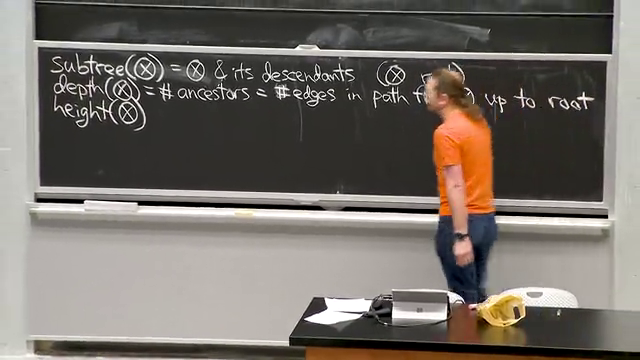 subtree(Ⓧ) = Ⓧ & its descendants (Ⓧ
depth(Ⓧ) = # ancestors = # edges in path up to root
height(Ⓧ)